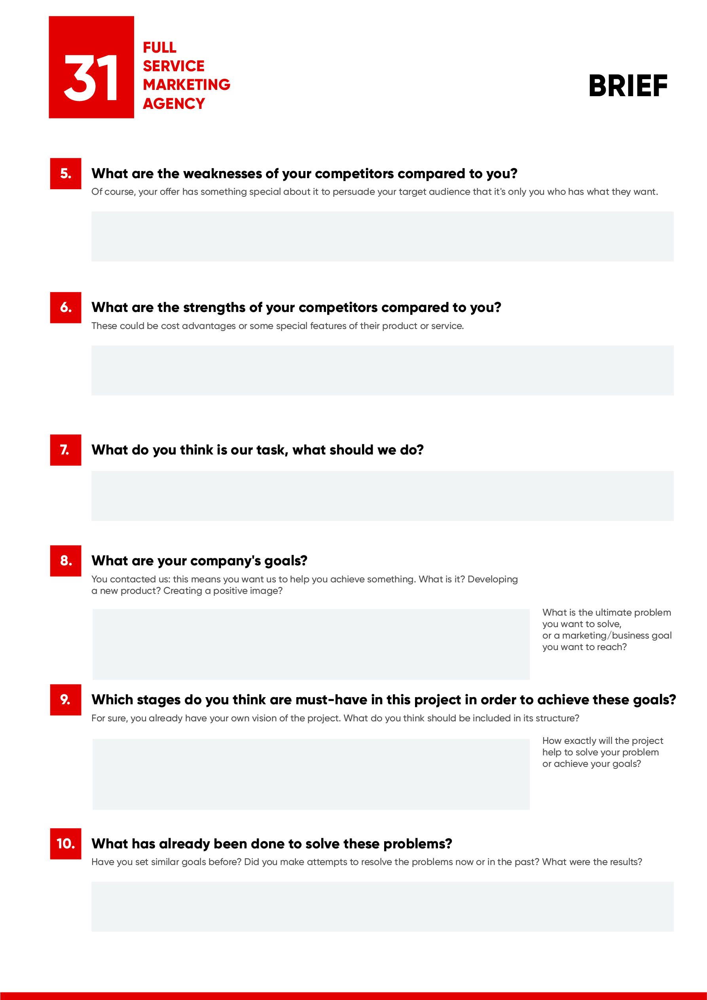 31
FULL
SERVICE
MARKETING
AGENCY
BRIEF
5.
What are the weaknesses of your competitors compared to you?
Of course, your offer has something special about it to persuade your target audience that it's only you who has what they want.
6.
What are the strengths of your competitors compared to you?
These could be cost advantages or some special features of their product or service.
7.
What do you think is our task, what should we do?
8.
What are your company's goals?
You contacted us: this means you want us to help you achieve something. What is it? Developing
a new product? Creating a positive image?
What is the ultimate problem
you want to solve,
or a marketing/business goal
you want to reach?
9.
Which stages do you think are must-have in this project in order to achieve these goals?
For sure, you already have your own vision of the project. What do you think should be included in its structure?
How exactly will the project
help to solve your problem
or achieve your goals?
10.
What has already been done to solve these problems?
Have you set similar goals before? Did you make attempts to resolve the problems now or in the past? What were the results?